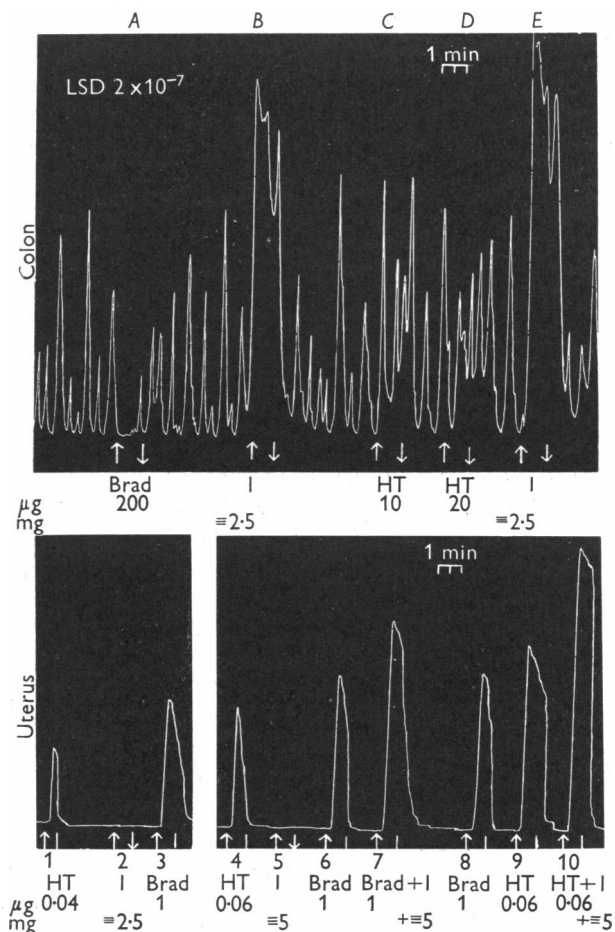 A B C D E
1 min
LSD 2 ×10⁻⁷
Colon
Brad I HT HT I
µg 200 10 20
mg ≡2·5 ≡2·5
1 min
Uterus
1 2 3 4 5 6 7 8 9 10
HT I Brad HT I Brad Brad+I Brad HT HT+I
µg 0·04 1 0·06 1 1 1 0·06 0·06
mg ≡2·5 ≡5 +≡5 +≡5